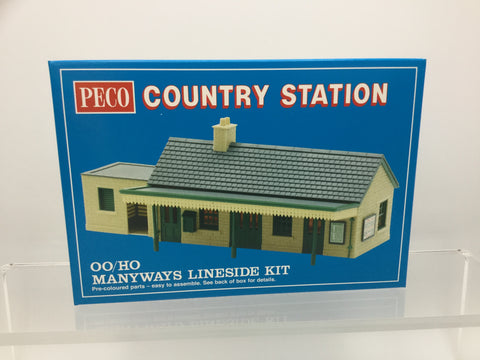 PECO COUNTRY STATION
OO/HO
MANYWAYS LINESIDE KIT
Pre-coloured parts – easy to assemble. See back of box for details.